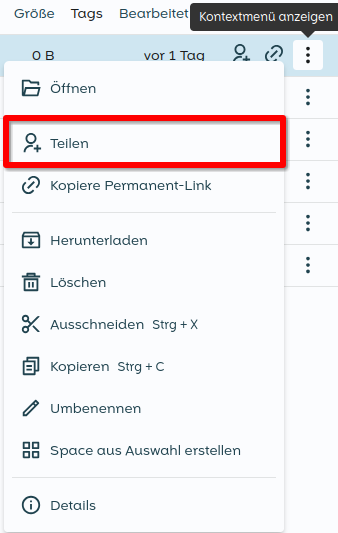 Kontextmenü anzeigen
Größe Tags Bearbeitet
0 B vor 1 Tag
Öffnen
Teilen
Kopiere Permanent-Link
Herunterladen
Löschen
Ausschneiden Strg + X
Kopieren Strg + C
Umbenennen
Space aus Auswahl erstellen
Details